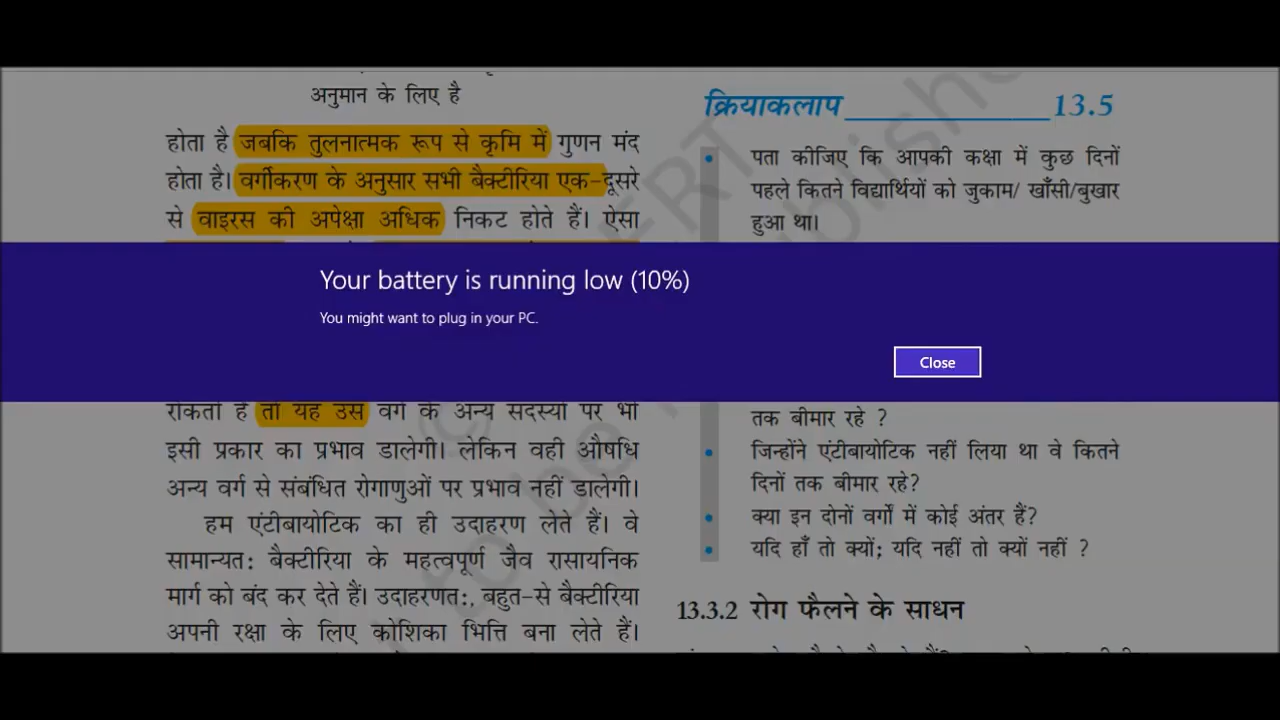 अनुमान के लिए है
होता है जबकि तुलनात्मक रूप से कृमि में गुणन मंद
होता है। वर्गीकरण के अनुसार सभी बैक्टीरिया एक-दूसरे
से वाइरस की अपेक्षा अधिक निकट होते हैं। ऐसा
रोकती है तो यह उस वर्ग के अन्य सदस्यों पर भी
इसी प्रकार का प्रभाव डालेगी। लेकिन वही औषधि
अन्य वर्ग से संबंधित रोगाणुओं पर प्रभाव नहीं डालेगी।
हम एंटीबायोटिक का ही उदाहरण लेते हैं। वे
सामान्यत: बैक्टीरिया के महत्वपूर्ण जैव रासायनिक
मार्ग को बंद कर देते हैं। उदाहरणत:, बहुत-से बैक्टीरिया
अपनी रक्षा के लिए कोशिका भित्ति बना लेते हैं।
क्रियाकलाप 13.5
• पता कीजिए कि आपकी कक्षा में कुछ दिनों
पहले कितने विद्यार्थियों को जुकाम/ खाँसी/बुखार
हुआ था।
Your battery is running low (10%)
You might want to plug in your PC.
Close
तक बीमार रहे ?
• जिन्होंने एंटीबायोटिक नहीं लिया था वे कितने
दिनों तक बीमार रहे?
• क्या इन दोनों वर्गों में कोई अंतर हैं?
• यदि हाँ तो क्यों; यदि नहीं तो क्यों नहीं ?
13.3.2 रोग फैलने के साधन